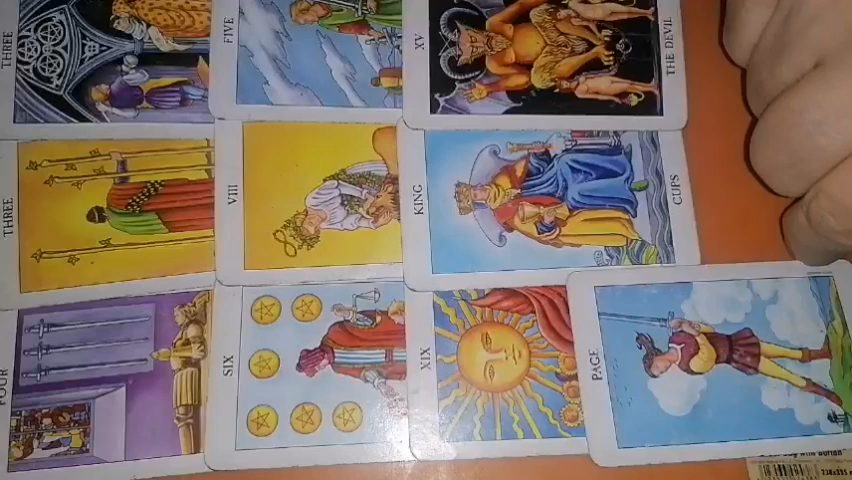 THREE
FIVE
XV
THE DEVIL
THREE
VIII
KING
CUPS
FOUR
SIX
XIX
PAGE